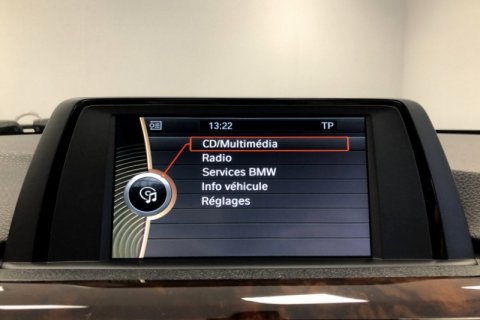 13:22 TP
CD/Multimédia
Radio
Services BMW
Info véhicule
Réglages